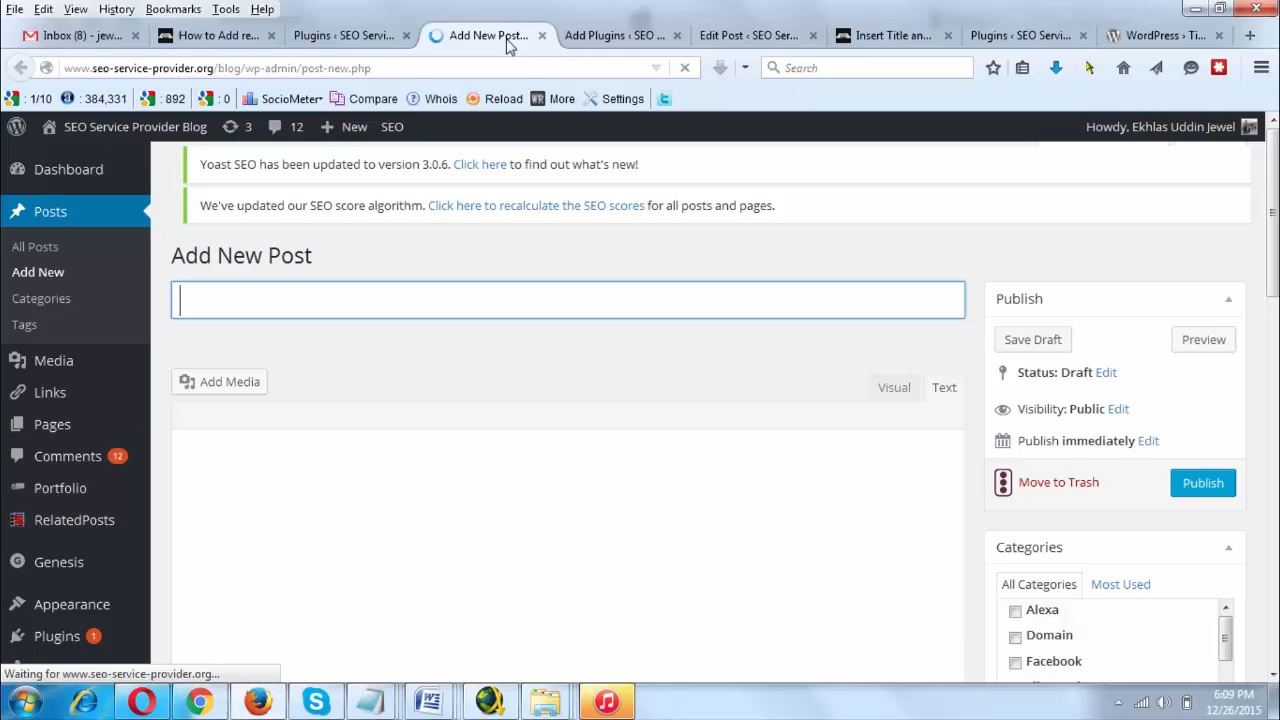 File Edit View History Bookmarks Tools Help
Inbox (8) - jew... How to Add re... Plugins ‹ SEO Servi... Add New Post... Add Plugins ‹ SEO ... Edit Post ‹ SEO Ser... Insert Title an... Plugins ‹ SEO Servi... WordPress › Ti...
www.seo-service-provider.org/blog/wp-admin/post-new.php Search
: 1/10 : 384,331 : 892 : 0 SocioMeter Compare Whois Reload WR More Settings
SEO Service Provider Blog 3 12 New SEO Howdy, Ekhlas Uddin Jewel
Dashboard
Posts
All Posts
Add New
Categories
Tags
Media
Links
Pages
Comments 12
Portfolio
RelatedPosts
Genesis
Appearance
Plugins 1
Yoast SEO has been updated to version 3.0.6. Click here to find out what's new!
We've updated our SEO score algorithm. Click here to recalculate the SEO scores for all posts and pages.
Add New Post
Add Media
Visual Text
Publish
Save Draft Preview
Status: Draft Edit
Visibility: Public Edit
Publish immediately Edit
Move to Trash Publish
Categories
All Categories Most Used
Alexa
Domain
Facebook
Waiting for www.seo-service-provider.org...
6:09 PM
12/26/2015